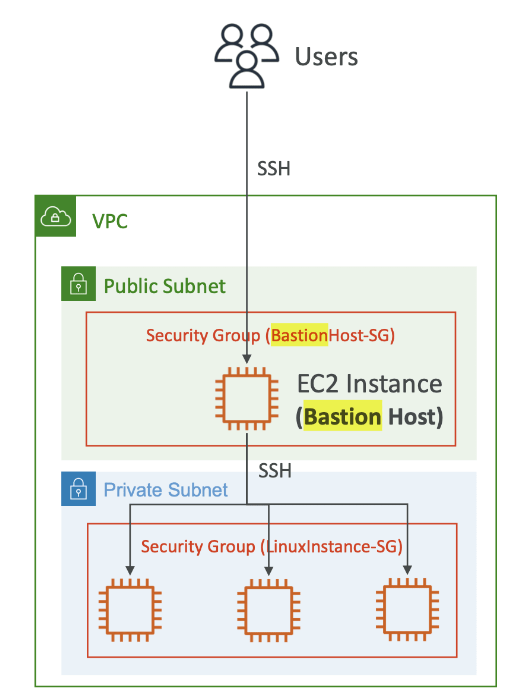 Users
SSH
VPC
Public Subnet
Security Group (BastionHost-SG)
EC2 Instance
(Bastion Host)
SSH
Private Subnet
Security Group (LinuxInstance-SG)